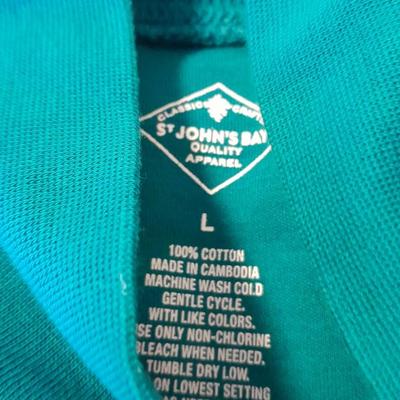 CLASSIC CRAFT
ST JOHN'S BAY
QUALITY
APPAREL
L
100% COTTON
MADE IN CAMBODIA
MACHINE WASH COLD
GENTLE CYCLE.
WITH LIKE COLORS.
USE ONLY NON-CHLORINE
BLEACH WHEN NEEDED.
TUMBLE DRY LOW.
ON LOWEST SETTING